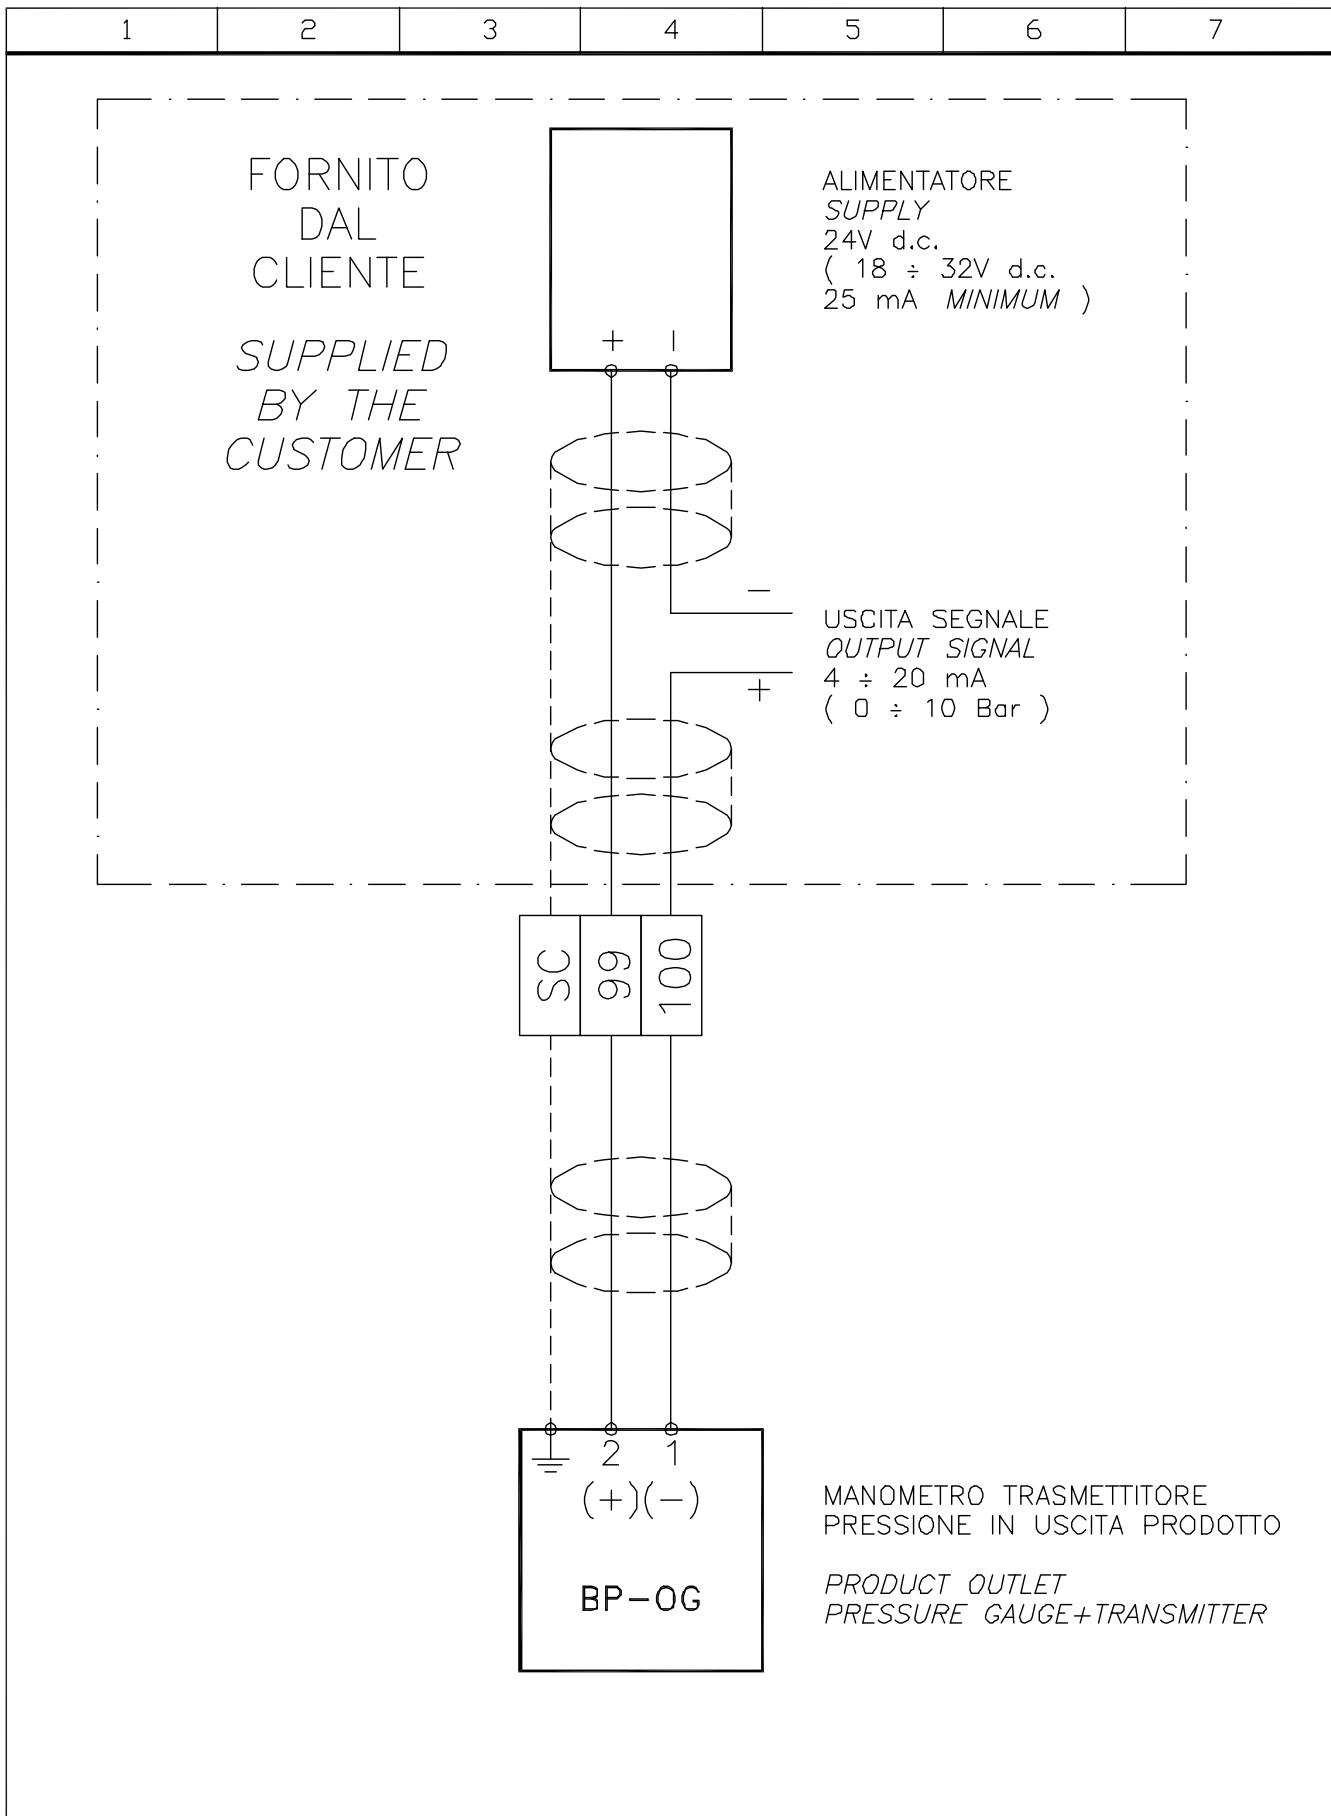 1 2 3 4 5 6 7
FORNITO
DAL
CLIENTE
SUPPLIED
BY THE
CUSTOMER
ALIMENTATORE
SUPPLY
24V d.c.
( 18 ÷ 32V d.c.
25 mA MINIMUM )
+ −
−
USCITA SEGNALE
OUTPUT SIGNAL
4 ÷ 20 mA
( 0 ÷ 10 Bar )
+
SC 99 100
2 1
(+)(−)
BP−OG
MANOMETRO TRASMETTITORE
PRESSIONE IN USCITA PRODOTTO
PRODUCT OUTLET
PRESSURE GAUGE+TRANSMITTER